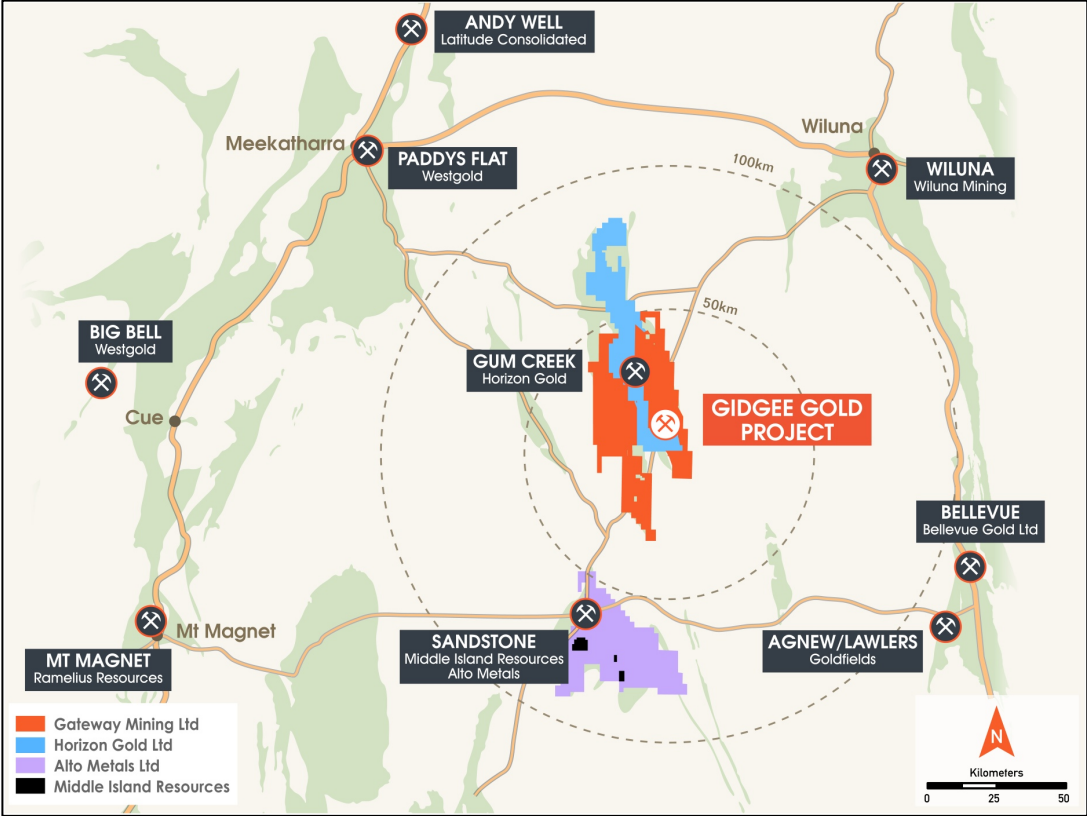 ANDY WELL
Latitude Consolidated
Meekatharra
PADDYS FLAT
Westgold
Wiluna
WILUNA
Wiluna Mining
100km
50km
BIG BELL
Westgold
Cue
GUM CREEK
Horizon Gold
GIDGEE GOLD
PROJECT
BELLEVUE
Bellevue Gold Ltd
Mt Magnet
MT MAGNET
Ramelius Resources
SANDSTONE
Middle Island Resources
Alto Metals
AGNEW/LAWLERS
Goldfields
Gateway Mining Ltd
Horizon Gold Ltd
Alto Metals Ltd
Middle Island Resources
N
Kilometers
0 25 50